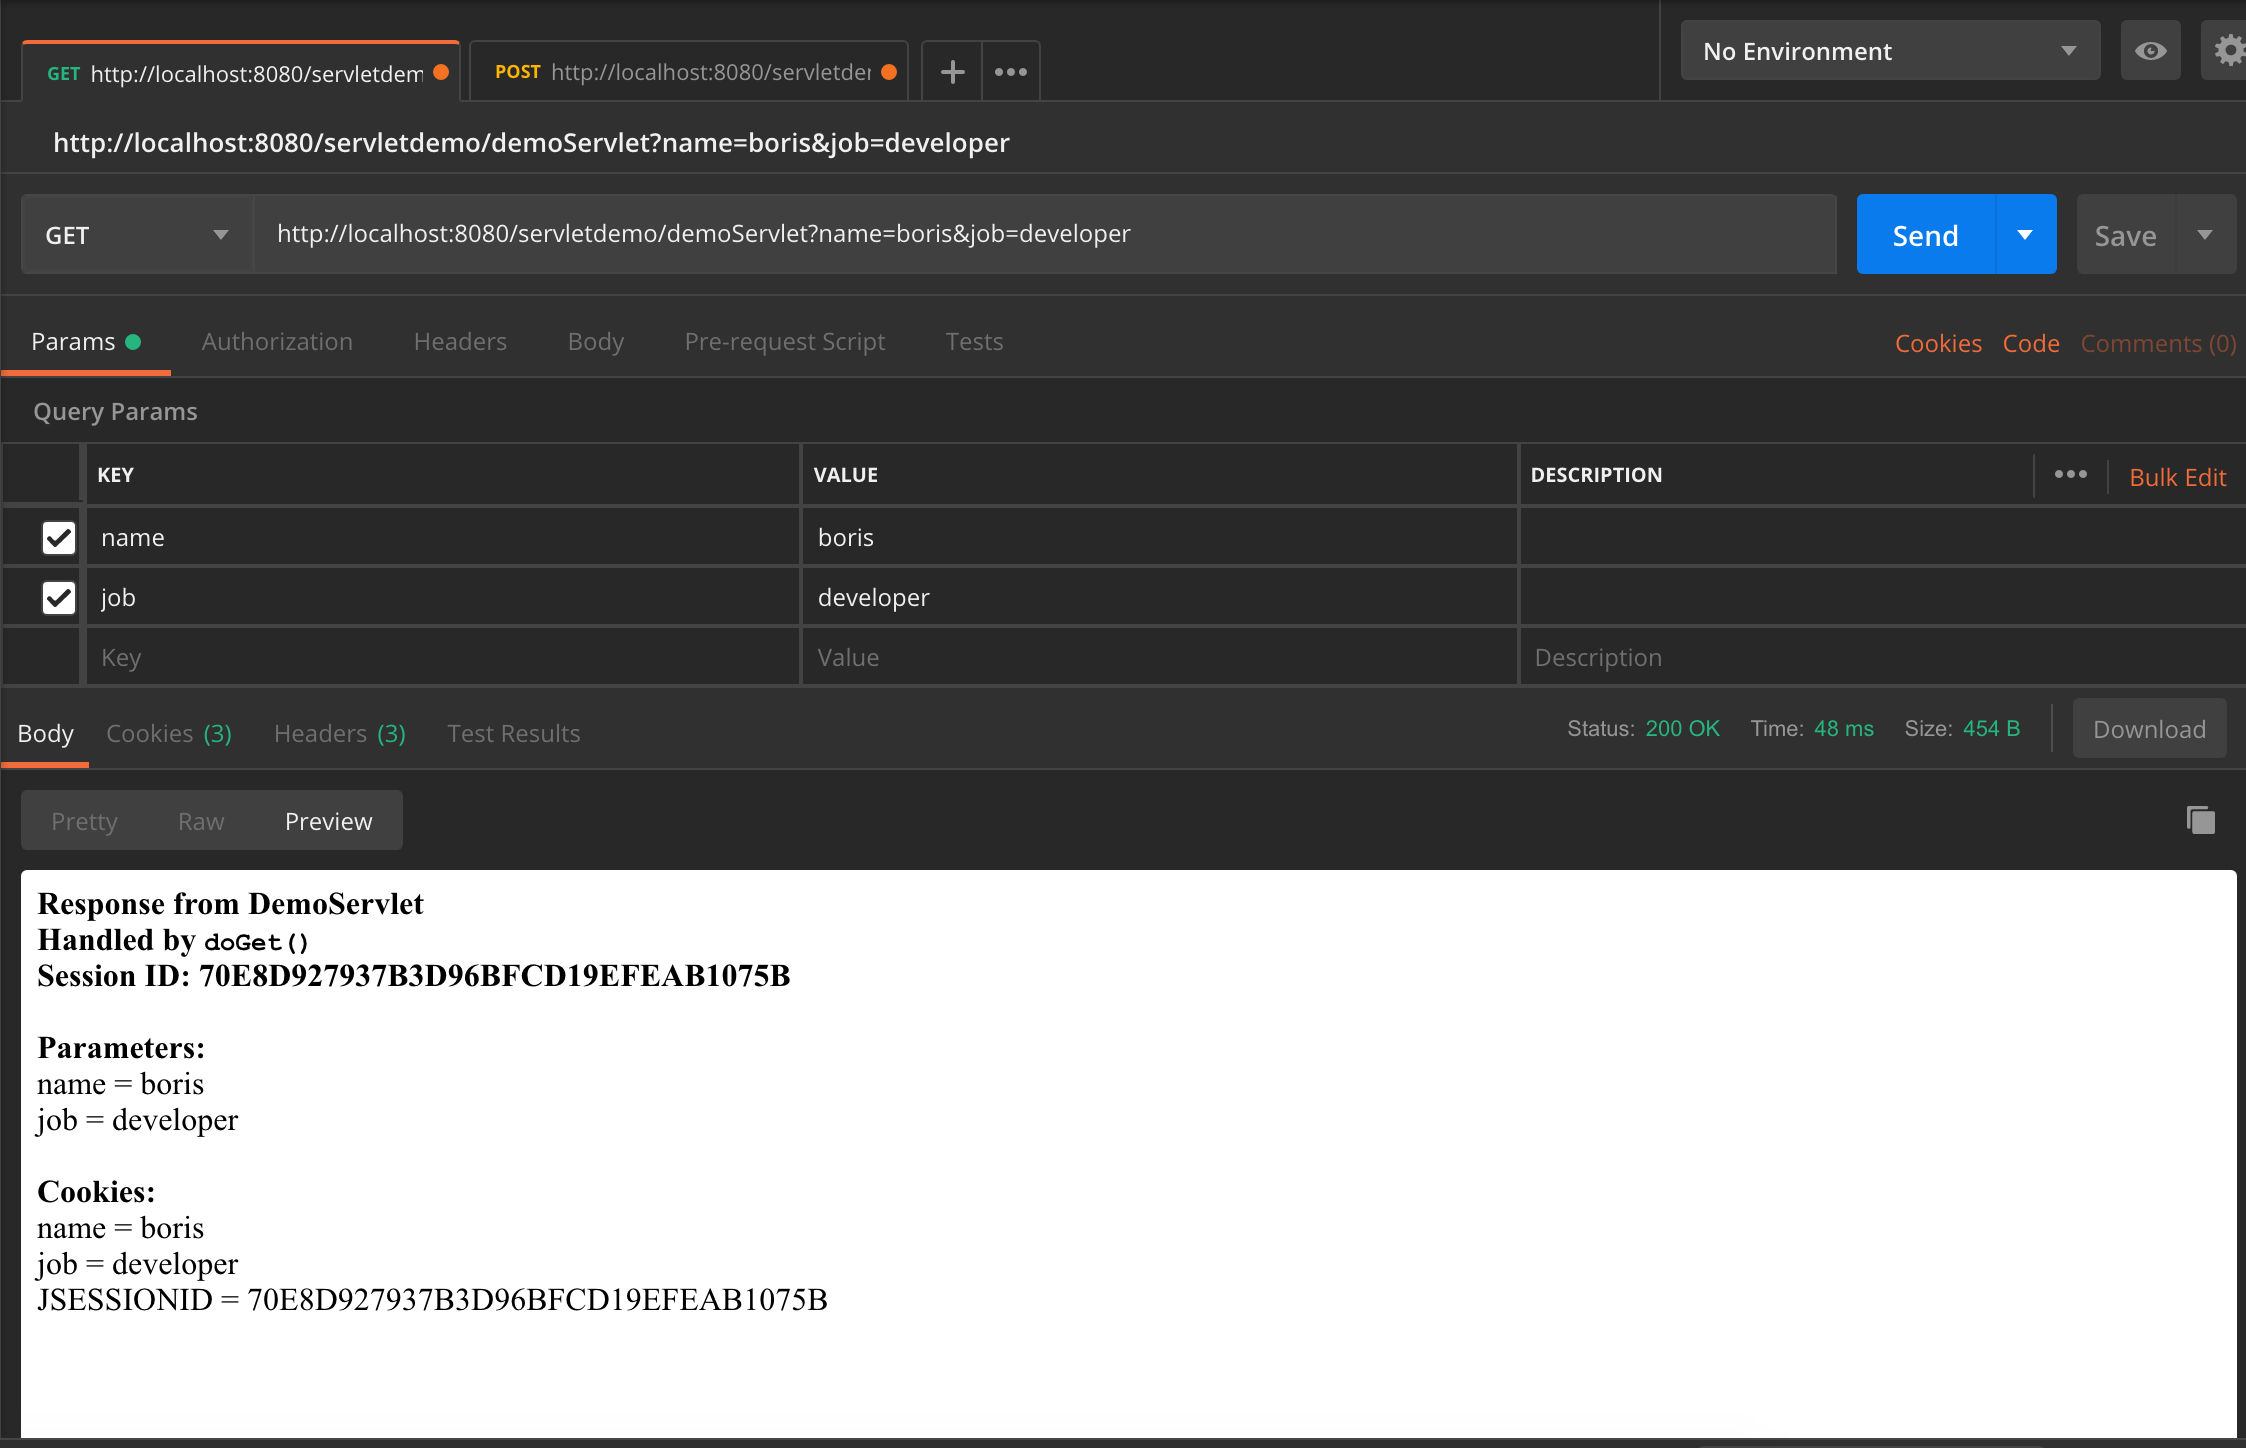 GET http://localhost:8080/servletdem
POST http://localhost:8080/servletder
No Environment
http://localhost:8080/servletdemo/demoServlet?name=boris&job=developer
GET http://localhost:8080/servletdemo/demoServlet?name=boris&job=developer Send Save
Params Authorization Headers Body Pre-request Script Tests Cookies Code Comments (0)
Query Params
KEY VALUE DESCRIPTION Bulk Edit
name boris
job developer
Key Value Description
Body Cookies (3) Headers (3) Test Results Status: 200 OK Time: 48 ms Size: 454 B Download
Pretty Raw Preview
Response from DemoServlet
Handled by doGet()
Session ID: 70E8D927937B3D96BFCD19EFEAB1075B
Parameters:
name = boris
job = developer
Cookies:
name = boris
job = developer
JSESSIONID = 70E8D927937B3D96BFCD19EFEAB1075B